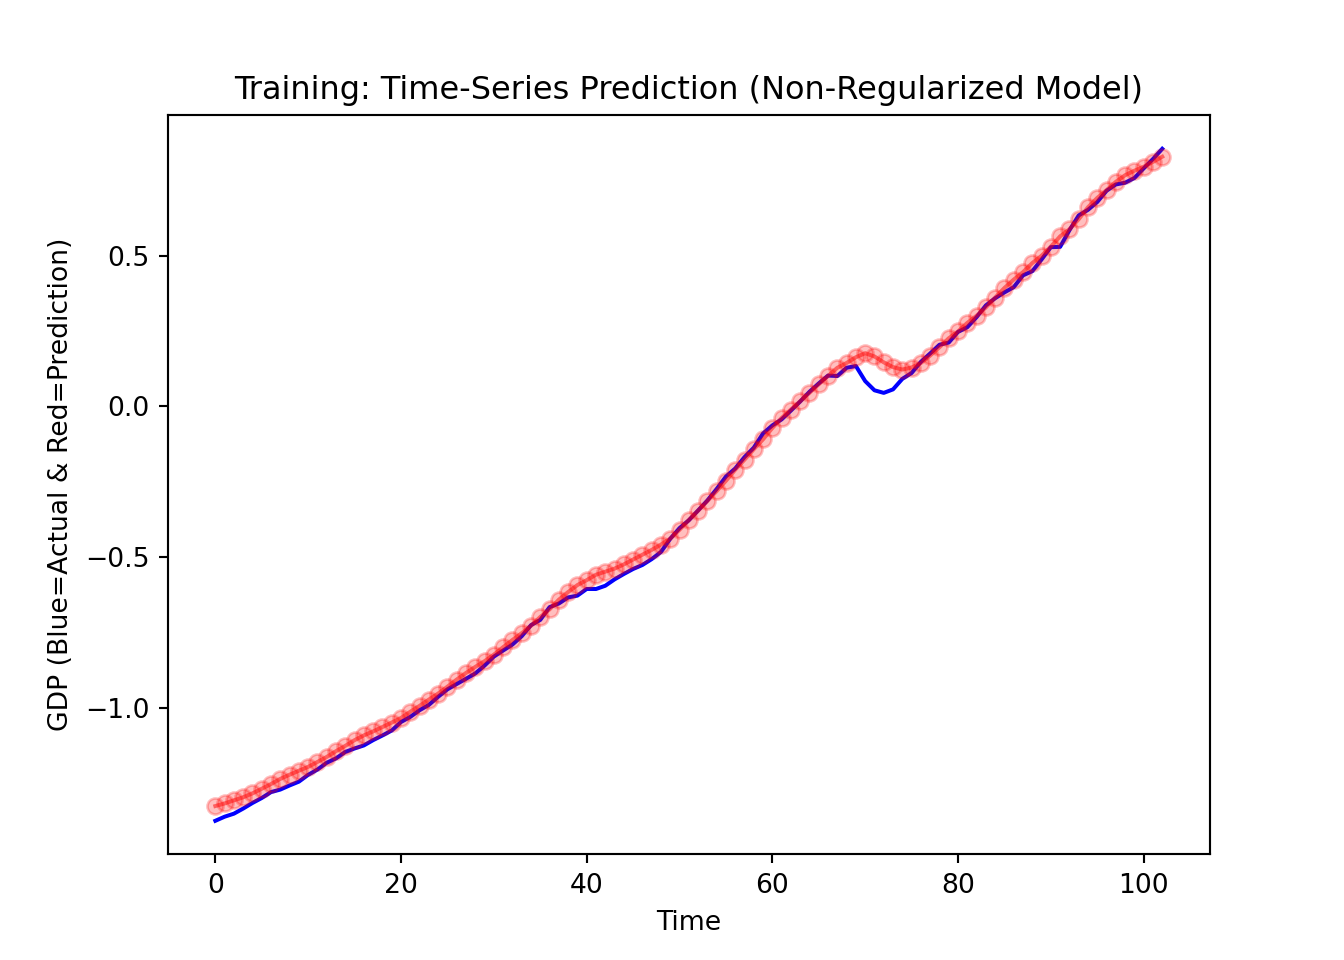 Training: Time-Series Prediction (Non-Regularized Model)
GDP (Blue=Actual & Red=Prediction)
0.5
0.0
−0.5
−1.0
0 20 40 60 80 100
Time